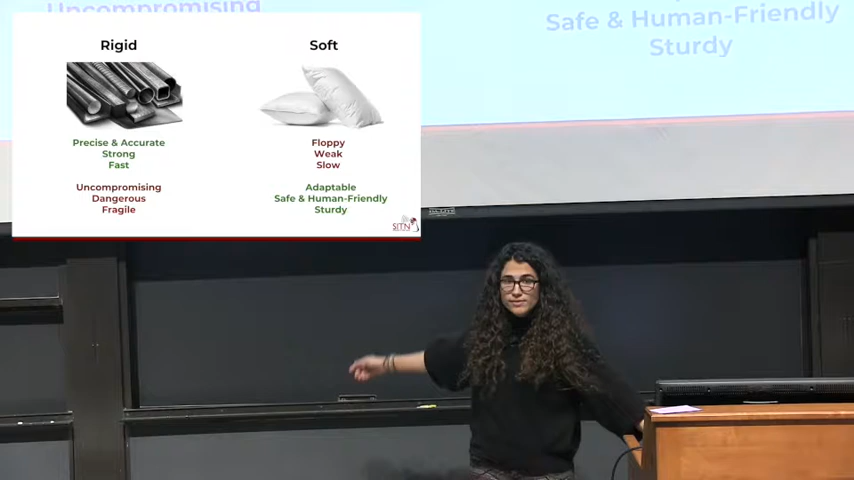 Uncompromising
Safe & Human-Friendly
Sturdy
Rigid
Soft
Precise & Accurate
Strong
Fast
Floppy
Weak
Slow
Uncompromising
Dangerous
Fragile
Adaptable
Safe & Human-Friendly
Sturdy
SITN